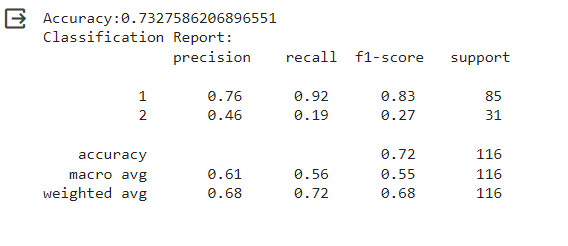 Accuracy:0.7327586206896551
Classification Report:
precision recall f1-score support
1 0.76 0.92 0.83 85
2 0.46 0.19 0.27 31
accuracy 0.72 116
macro avg 0.61 0.56 0.55 116
weighted avg 0.68 0.72 0.68 116